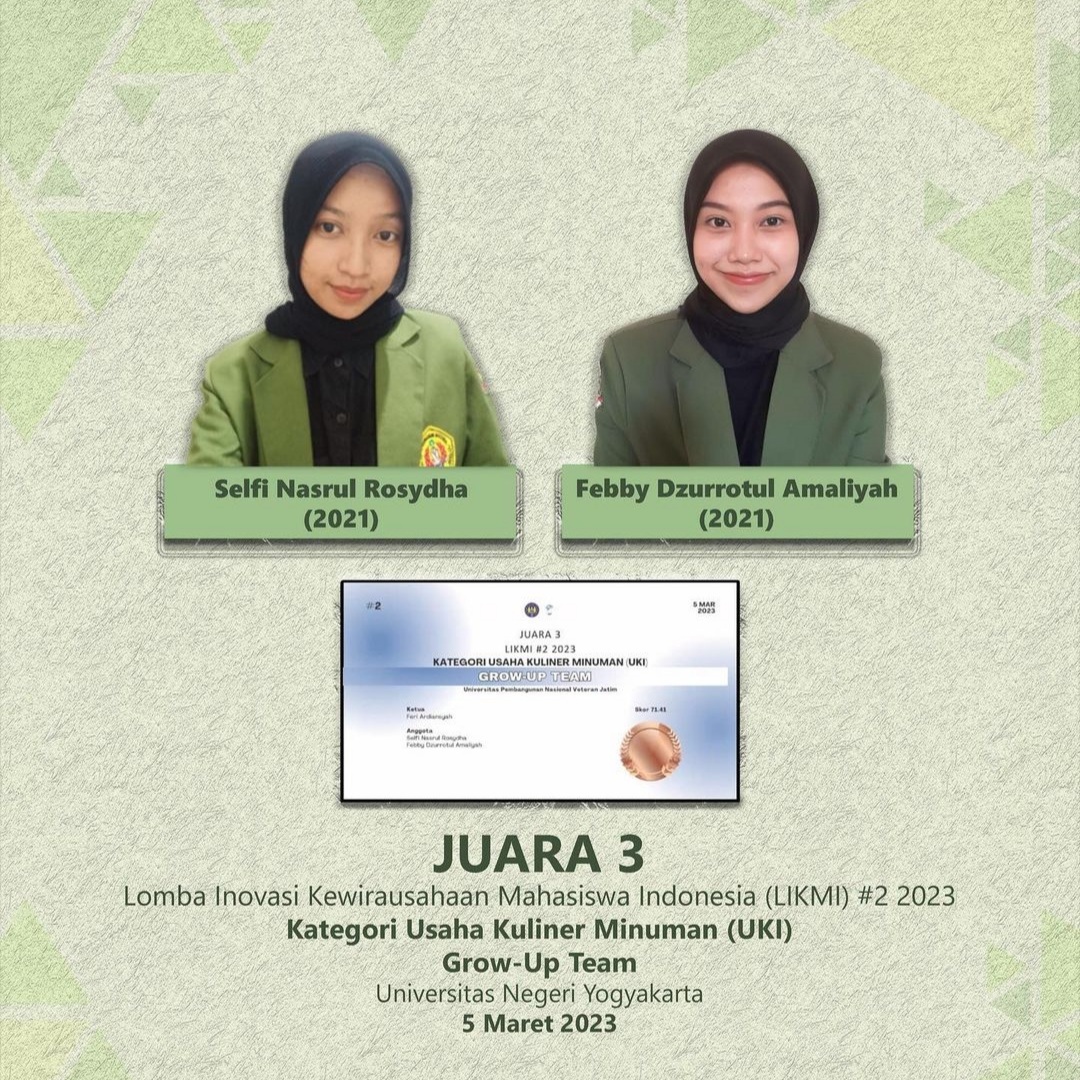 Selfi Nasrul Rosydha
(2021)
Febby Dzurrotul Amaliyah
(2021)
#2
5 MAR
2023
JUARA 3
LIKMI #2 2023
KATEGORI USAHA KULINER MINUMAN (UKI)
GROW-UP TEAM
Universitas Pembangunan Nasional Veteran Jatim
Ketua
Feri Ardiansyah
Skor 71.41
Anggota
Selfi Nasrul Rosydha
Febby Dzurrotul Amaliyah
JUARA 3
Lomba Inovasi Kewirausahaan Mahasiswa Indonesia (LIKMI) #2 2023
Kategori Usaha Kuliner Minuman (UKI)
Grow-Up Team
Universitas Negeri Yogyakarta
5 Maret 2023